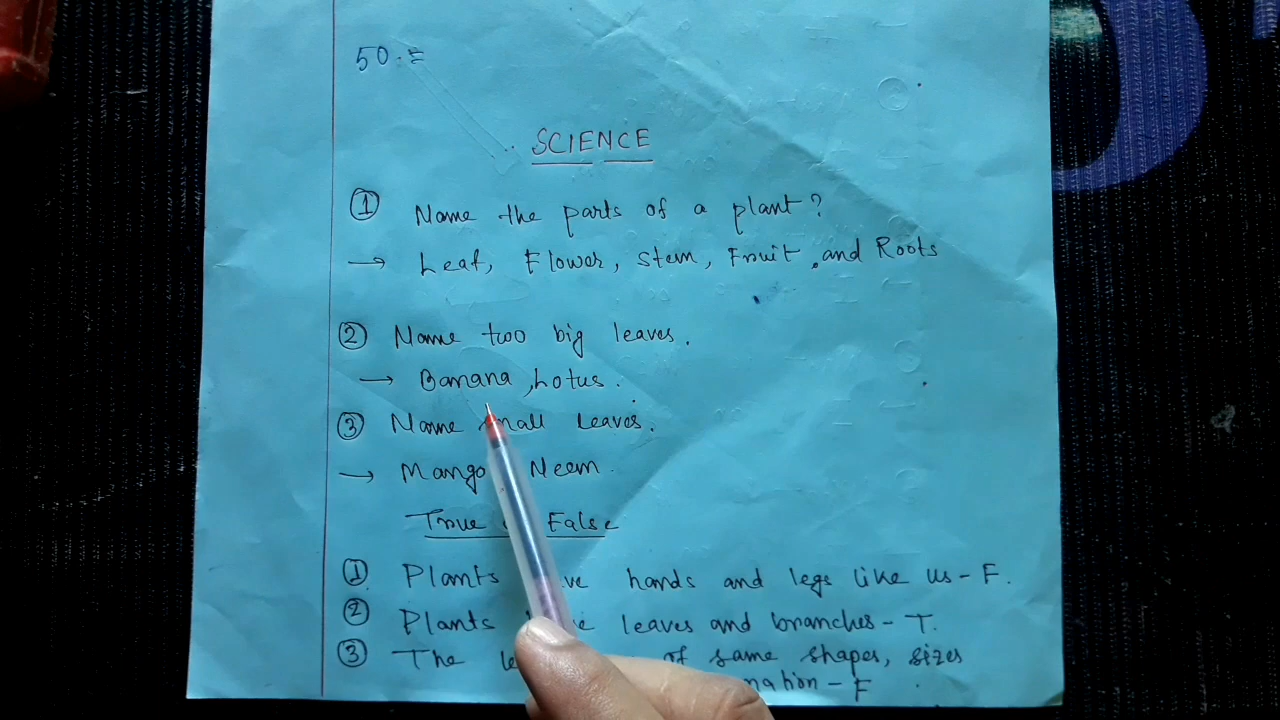 50.
SCIENCE
① Name the parts of a plant?
→ Leaf, Flower, Stem, Fruit, and Roots
② Name two big leaves.
→ Banana, Lotus.
③ Name small leaves.
→ Mango Neem.
True False
① Plants hands and legs like us - F.
② Plants leaves and branches - T.
③ The of same shapes, sizes
- F